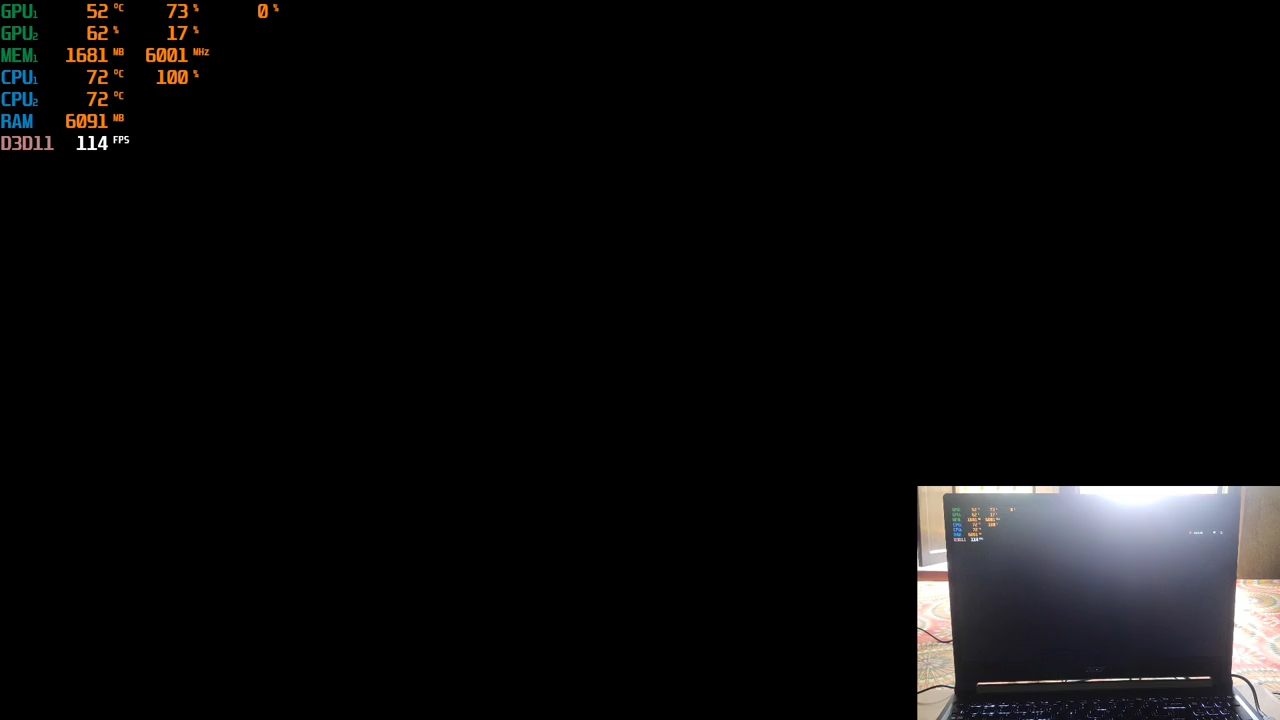 GPU₁ 52 °C 73 % 0 %
GPU₂ 62 % 17 %
MEM₁ 1681 MB 6001 MHz
CPU₁ 72 °C 100 %
CPU₂ 72 °C
RAM 6091 MB
D3D11 114 FPS